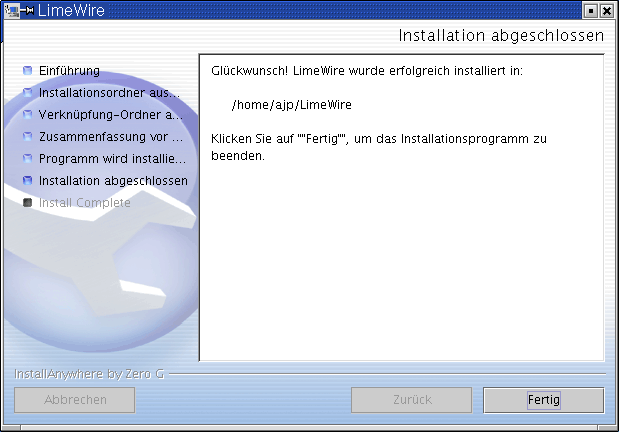 LimeWire
Installation abgeschlossen
Einführung
Installationsordner aus...
Verknüpfung-Ordner a...
Zusammenfassung vor ...
Programm wird installie...
Installation abgeschlossen
Install Complete
Glückwunsch! LimeWire wurde erfolgreich installiert in:
/home/ajp/LimeWire
Klicken Sie auf ""Fertig"", um das Installationsprogramm zu
beenden.
InstallAnywhere by Zero G
Abbrechen
Zurück
Fertig